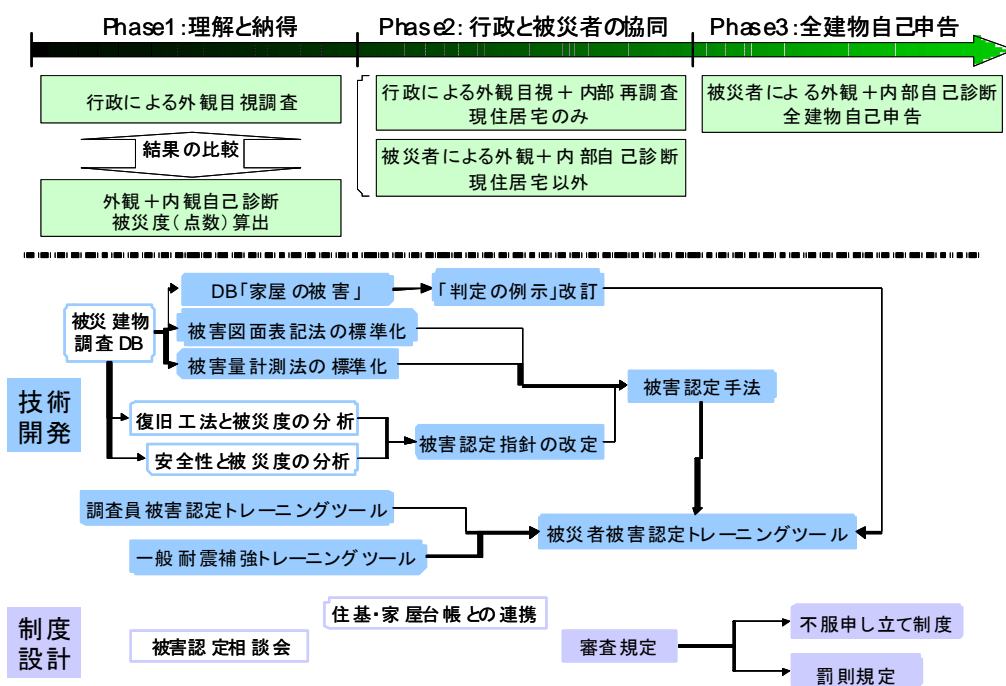 Phase1:理解と納得
Phase2:行政と被災者の協同
Phase3:全建物自己申告
行政による外観目視調査
結果の比較
外観+内観自己診断
被災度(点数)算出
行政による外観目視+内部再調査
現住居宅のみ
被災者による外観+内部自己診断
現住居宅以外
被災者による外観+内部自己診断
全建物自己申告
技術
開発
被災建物
調査DB
DB「家屋の被害」
「判定の例示」改訂
被害図面表記法の標準化
被害量計測法の標準化
被害認定手法
復旧工法と被災度の分析
安全性と被災度の分析
被害認定指針の改定
調査員被害認定トレーニングツール
一般耐震補強トレーニングツール
被災者被害認定トレーニングツール
制度
設計
住基・家屋台帳との連携
被害認定相談会
審査規定
不服申し立て制度
罰則規定